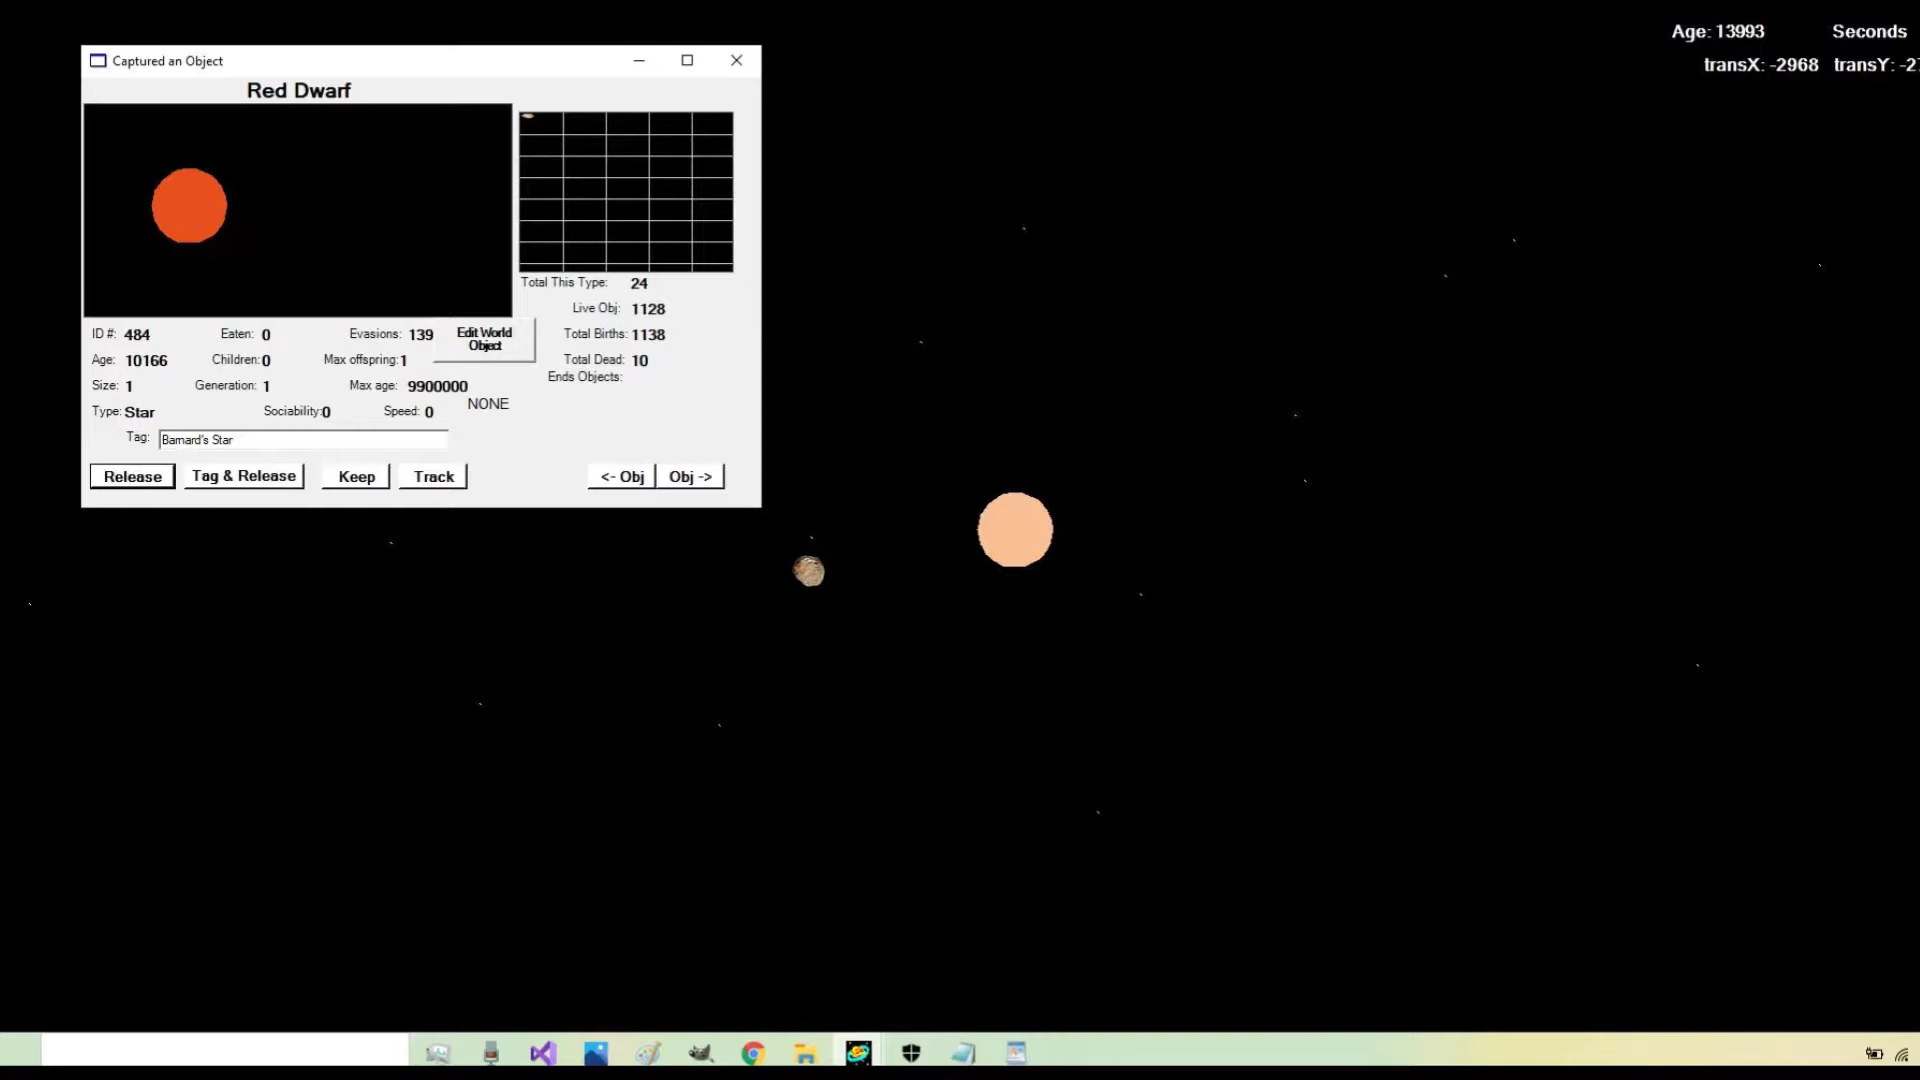 Age: 13993 Seconds
transX: -2968 transY: -27
Captured an Object
Red Dwarf
Total This Type: 24
Live Obj: 1128
ID #: 484 Eaten: 0 Evasions: 139 Edit World Object Total Births: 1138
Age: 10166 Children: 0 Max offspring: 1 Total Dead: 10
Ends Objects:
Size: 1 Generation: 1 Max age: 9900000
NONE
Type: Star Sociability: 0 Speed: 0
Tag: Barnard's Star
Release Tag & Release Keep Track <- Obj Obj ->